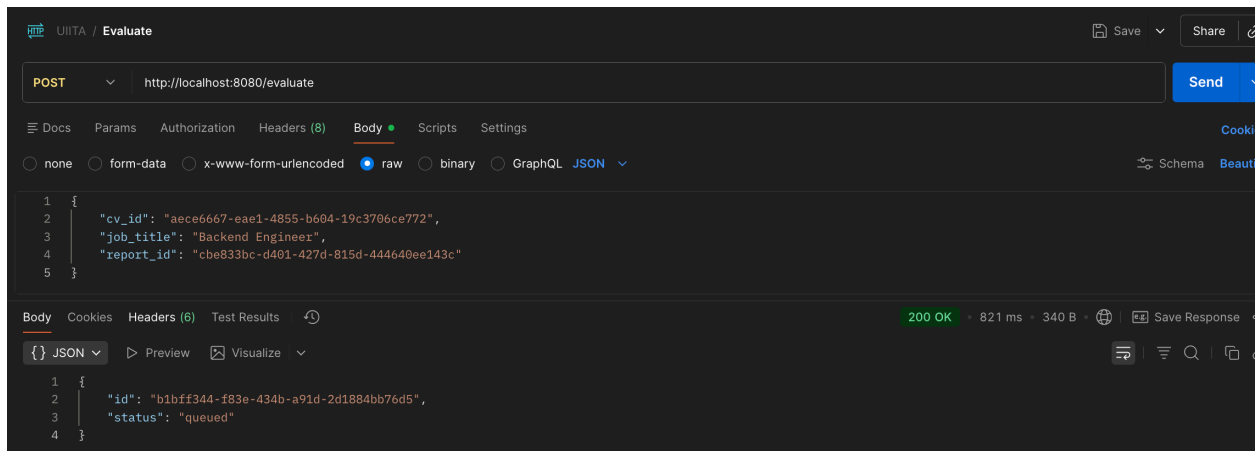 HTTP UIITA / Evaluate Save Share
POST http://localhost:8080/evaluate Send
Docs Params Authorization Headers (8) Body Scripts Settings
none form-data x-www-form-urlencoded raw binary GraphQL JSON Schema
1 {
2 "cv_id": "aece6667-eae1-4855-b604-19c3706ce772",
3 "job_title": "Backend Engineer",
4 "report_id": "cbe833bc-d401-427d-815d-444640ee143c"
5 }
Body Cookies Headers (6) Test Results 200 OK • 821 ms • 340 B • e.g. Save Response
{} JSON Preview Visualize
1 {
2 "id": "b1bff344-f83e-434b-a91d-2d1884bb76d5",
3 "status": "queued"
4 }